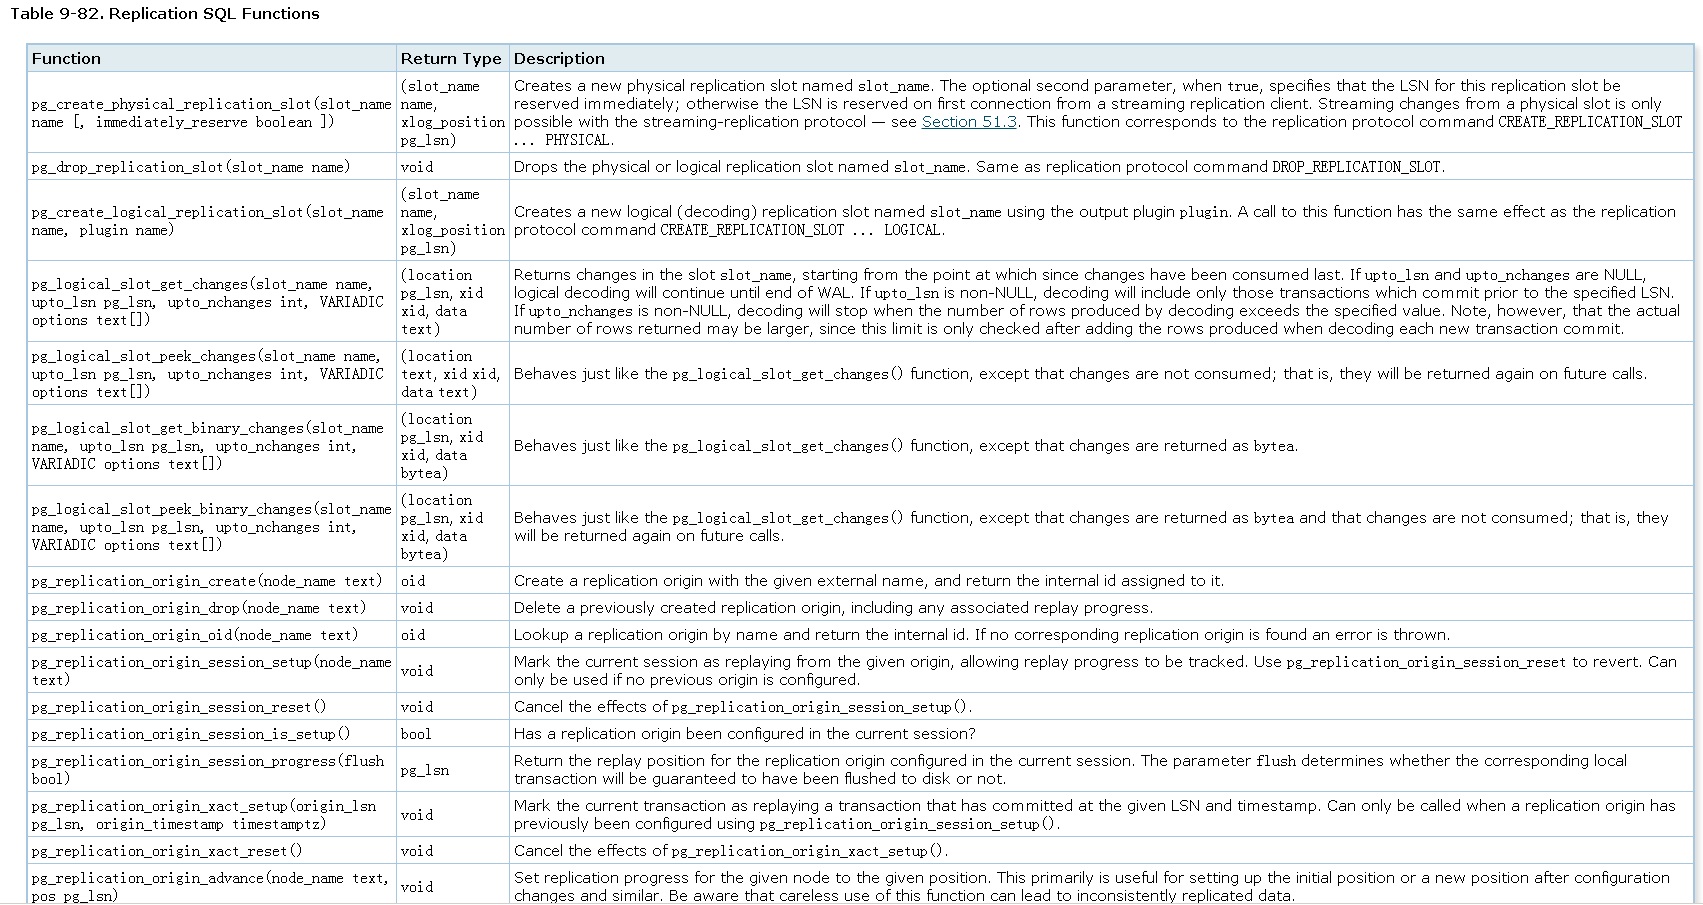 Table 9-82. Replication SQL Functions
Function
Return Type
Description
pg_create_physical_replication_slot(slot_name
name [, immediately_reserve boolean ])
(slot_name
name,
xlog_position
pg_lsn)
Creates a new physical replication slot named slot_name. The optional second parameter, when true, specifies that the LSN for this replication slot be
reserved immediately; otherwise the LSN is reserved on first connection from a streaming replication client. Streaming changes from a physical slot is only
possible with the streaming-replication protocol — see Section 51.3. This function corresponds to the replication protocol command CREATE_REPLICATION_SLOT
... PHYSICAL.
pg_drop_replication_slot(slot_name name)
void
Drops the physical or logical replication slot named slot_name. Same as replication protocol command DROP_REPLICATION_SLOT.
pg_create_logical_replication_slot(slot_name
name, plugin name)
(slot_name
name,
xlog_position
pg_lsn)
Creates a new logical (decoding) replication slot named slot_name using the output plugin plugin. A call to this function has the same effect as the replication
protocol command CREATE_REPLICATION_SLOT ... LOGICAL.
pg_logical_slot_get_changes(slot_name name,
upto_lsn pg_lsn, upto_nchanges int, VARIADIC
options text[])
(location
pg_lsn, xid
xid, data
text)
Returns changes in the slot slot_name, starting from the point at which since changes have been consumed last. If upto_lsn and upto_nchanges are NULL,
logical decoding will continue until end of WAL. If upto_lsn is non-NULL, decoding will include only those transactions which commit prior to the specified LSN.
If upto_nchanges is non-NULL, decoding will stop when the number of rows produced by decoding exceeds the specified value. Note, however, that the actual
number of rows returned may be larger, since this limit is only checked after adding the rows produced when decoding each new transaction commit.
pg_logical_slot_peek_changes(slot_name name,
upto_lsn pg_lsn, upto_nchanges int, VARIADIC
options text[])
(location
text, xid xid,
data text)
Behaves just like the pg_logical_slot_get_changes() function, except that changes are not consumed; that is, they will be returned again on future calls.
pg_logical_slot_get_binary_changes(slot_name
name, upto_lsn pg_lsn, upto_nchanges int,
VARIADIC options text[])
(location
pg_lsn, xid
xid, data
bytea)
Behaves just like the pg_logical_slot_get_changes() function, except that changes are returned as bytea.
pg_logical_slot_peek_binary_changes(slot_name
name, upto_lsn pg_lsn, upto_nchanges int,
VARIADIC options text[])
(location
pg_lsn, xid
xid, data
bytea)
Behaves just like the pg_logical_slot_get_changes() function, except that changes are returned as bytea and that changes are not consumed; that is, they
will be returned again on future calls.
pg_replication_origin_create(node_name text)
oid
Create a replication origin with the given external name, and return the internal id assigned to it.
pg_replication_origin_drop(node_name text)
void
Delete a previously created replication origin, including any associated replay progress.
pg_replication_origin_oid(node_name text)
oid
Lookup a replication origin by name and return the internal id. If no corresponding replication origin is found an error is thrown.
pg_replication_origin_session_setup(node_name
text)
void
Mark the current session as replaying from the given origin, allowing replay progress to be tracked. Use pg_replication_origin_session_reset to revert. Can
only be used if no previous origin is configured.
pg_replication_origin_session_reset()
void
Cancel the effects of pg_replication_origin_session_setup().
pg_replication_origin_session_is_setup()
bool
Has a replication origin been configured in the current session?
pg_replication_origin_session_progress(flush
bool)
pg_lsn
Return the replay position for the replication origin configured in the current session. The parameter flush determines whether the corresponding local
transaction will be guaranteed to have been flushed to disk or not.
pg_replication_origin_xact_setup(origin_lsn
pg_lsn, origin_timestamp timestamptz)
void
Mark the current transaction as replaying a transaction that has committed at the given LSN and timestamp. Can only be called when a replication origin has
previously been configured using pg_replication_origin_session_setup().
pg_replication_origin_xact_reset()
void
Cancel the effects of pg_replication_origin_xact_setup().
pg_replication_origin_advance(node_name text,
pos pg_lsn)
void
Set replication progress for the given node to the given position. This primarily is useful for setting up the initial position or a new position after configuration
changes and similar. Be aware that careless use of this function can lead to inconsistently replicated data.